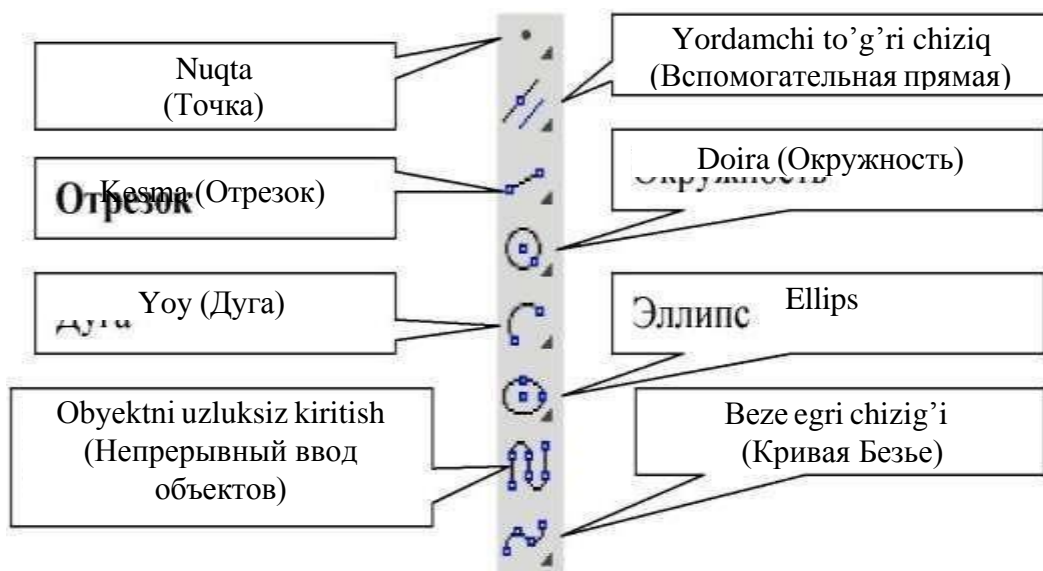 Nuqta
(Точка)
Yordamchi to’g’ri chiziq
(Вспомогательная прямая)
Kesma (Отрезок)
Отрезок
Doira (Окружность)
Окружность
Yoy (Дуга)
Дуга
Ellips
Эллипс
Obyektni uzluksiz kiritish
(Непрерывный ввод
объектов)
Beze egri chizig’i
(Кривая Безье)